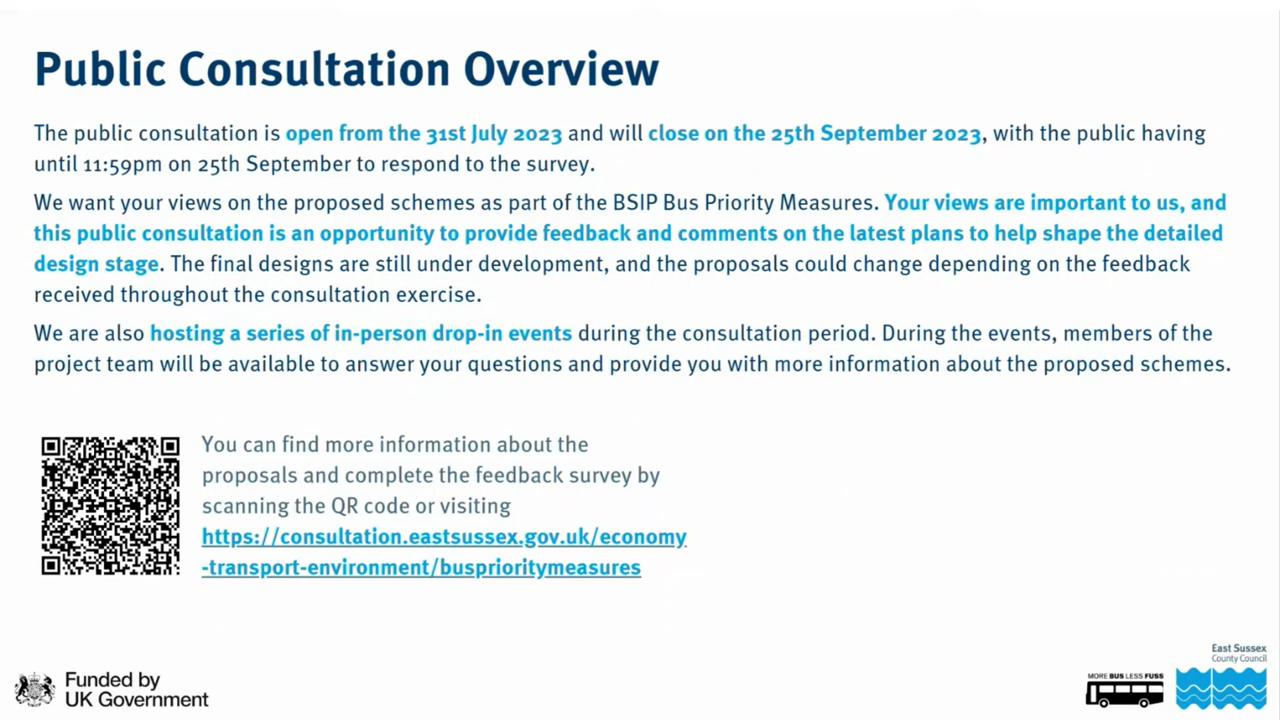 Public Consultation Overview
The public consultation is open from the 31st July 2023 and will close on the 25th September 2023, with the public having
until 11:59pm on 25th September to respond to the survey.
We want your views on the proposed schemes as part of the BSIP Bus Priority Measures. Your views are important to us, and
this public consultation is an opportunity to provide feedback and comments on the latest plans to help shape the detailed
design stage. The final designs are still under development, and the proposals could change depending on the feedback
received throughout the consultation exercise.
We are also hosting a series of in-person drop-in events during the consultation period. During the events, members of the
project team will be available to answer your questions and provide you with more information about the proposed schemes.
You can find more information about the
proposals and complete the feedback survey by
scanning the QR code or visiting
https://consultation.eastsussex.gov.uk/economy
-transport-environment/busprioritymeasures
Funded by
UK Government
MORE BUS LESS FUSS
East Sussex
County Council